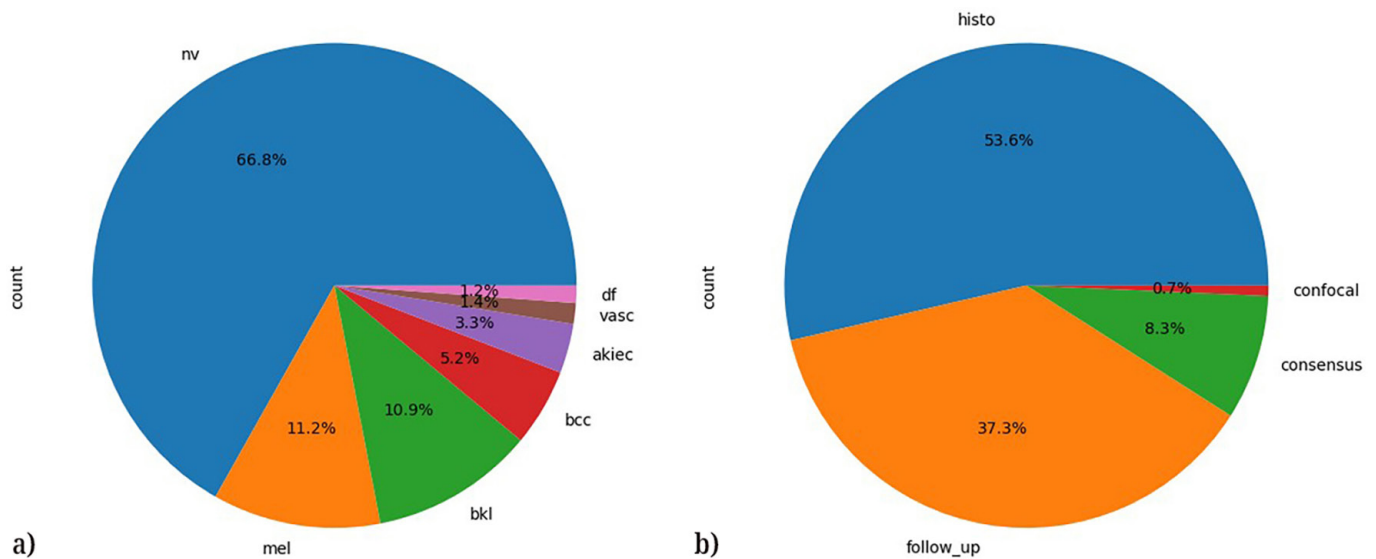 nv
66.8%
count
1.2%
df
1.4%
vasc
3.3%
akiec
5.2%
bcc
10.9%
11.2%
bkl
mel
a)
histo
53.6%
count
0.7%
confocal
8.3%
consensus
37.3%
follow_up
b)